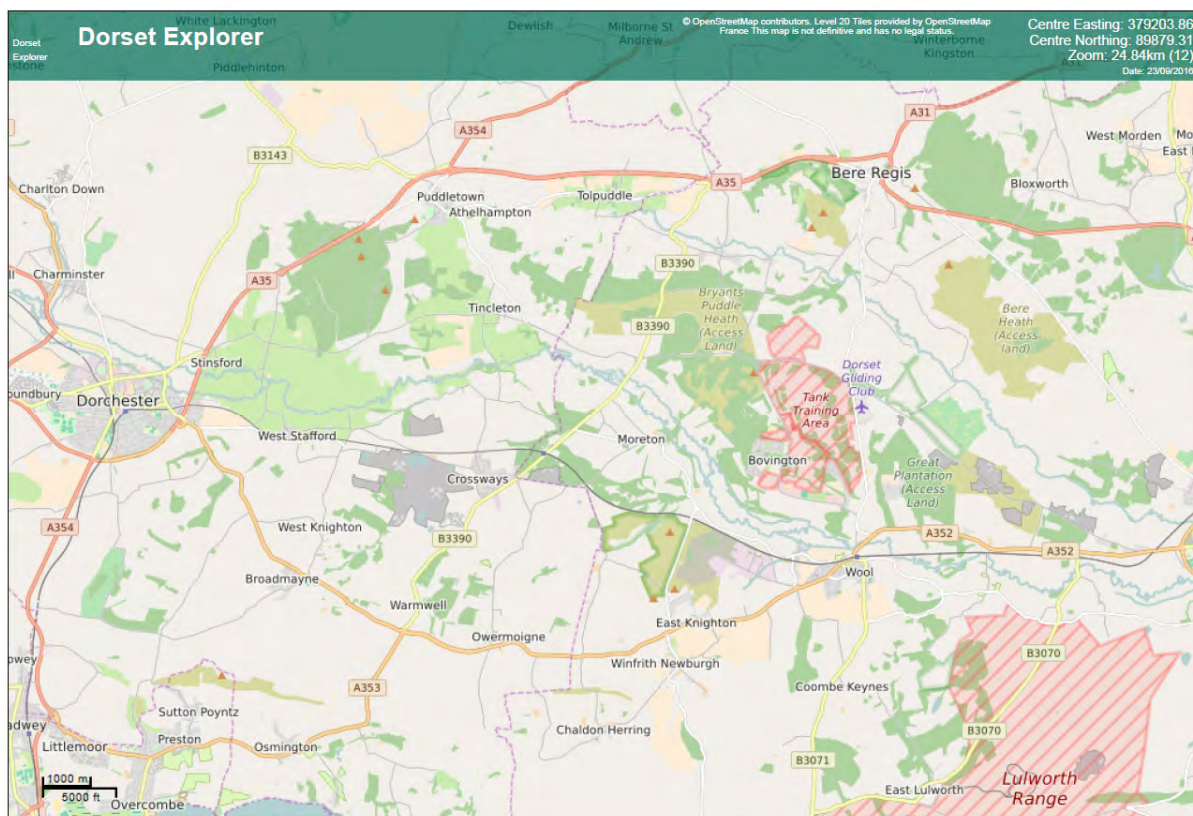 White Lackington
Dewlish
Milborne St
Andrew
© OpenStreetMap contributors. Level 20 Tiles provided by OpenStreetMap
France This map is not definitive and has no legal status.
Centre Easting: 379203.86
Centre Northing: 89879.31
Zoom: 24.84km (12)
Date: 23/09/2016
Dorset
Explorer
Dorset Explorer
Winterborne
Kingston
Piddlehinton
A31
A354
West Morden
B3143
A35
Bere Regis
Charlton Down
Puddletown
Athelhampton
Tolpuddle
Bloxworth
Charminster
A35
B3390
Bryants
Puddle
Heath
(Access
Land)
Bere
Heath
(Access
land)
Tincleton
B3390
Stinsford
Dorset
Gliding
Club
oundbury
Dorchester
Tank
Training
Area
West Stafford
Moreton
Bovington
Great
Plantation
(Access
Land)
Crossways
A354
West Knighton
B3390
A352
A352
Broadmayne
Wool
Warmwell
East Knighton
Owermoigne
Winfrith Newburgh
B3070
A353
Coombe Keynes
Sutton Poyntz
Chaldon Herring
B3070
adwey
Preston
Littlemoor
Osmington
B3071
1000 m
5000 ft
Overcombe
East Lulworth
Lulworth
Range